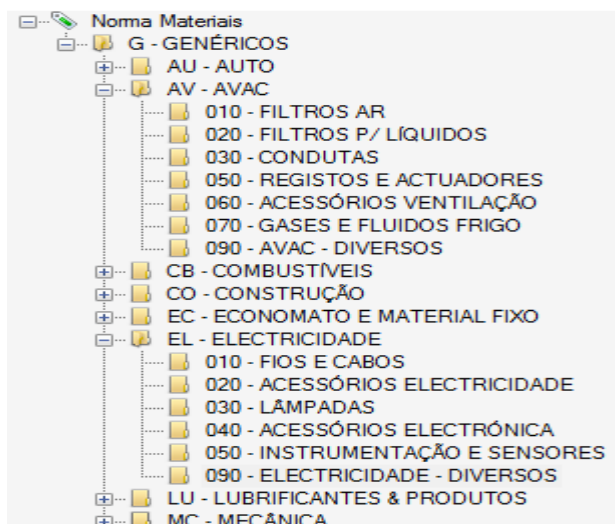 Norma Materiais
G - GENÉRICOS
AU - AUTO
AV - AVAC
010 - FILTROS AR
020 - FILTROS P/ LÍQUIDOS
030 - CONDUTAS
050 - REGISTOS E ACTUADORES
060 - ACESSÓRIOS VENTILAÇÃO
070 - GASES E FLUIDOS FRIGO
090 - AVAC - DIVERSOS
CB - COMBUSTÍVEIS
CO - CONSTRUÇÃO
EC - ECONOMATO E MATERIAL FIXO
EL - ELECTRICIDADE
010 - FIOS E CABOS
020 - ACESSÓRIOS ELECTRICIDADE
030 - LÂMPADAS
040 - ACESSÓRIOS ELECTRÓNICA
050 - INSTRUMENTAÇÃO E SENSORES
090 - ELECTRICIDADE - DIVERSOS
LU - LUBRIFICANTES & PRODUTOS
MC - MECÂNICA